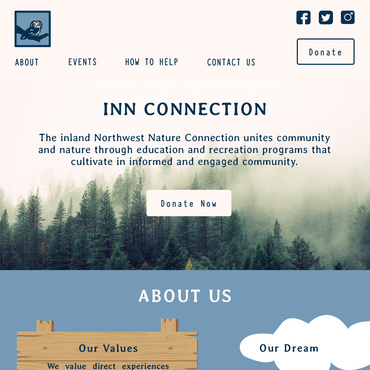 Donate
ABOUT
EVENTS
HOW TO HELP
CONTACT US
INN CONNECTION
The inland Northwest Nature Connection unites community
and nature through education and recreation programs that
cultivate in informed and engaged community.
Donate Now
ABOUT US
Our Values
We value direct experiences
Our Dream